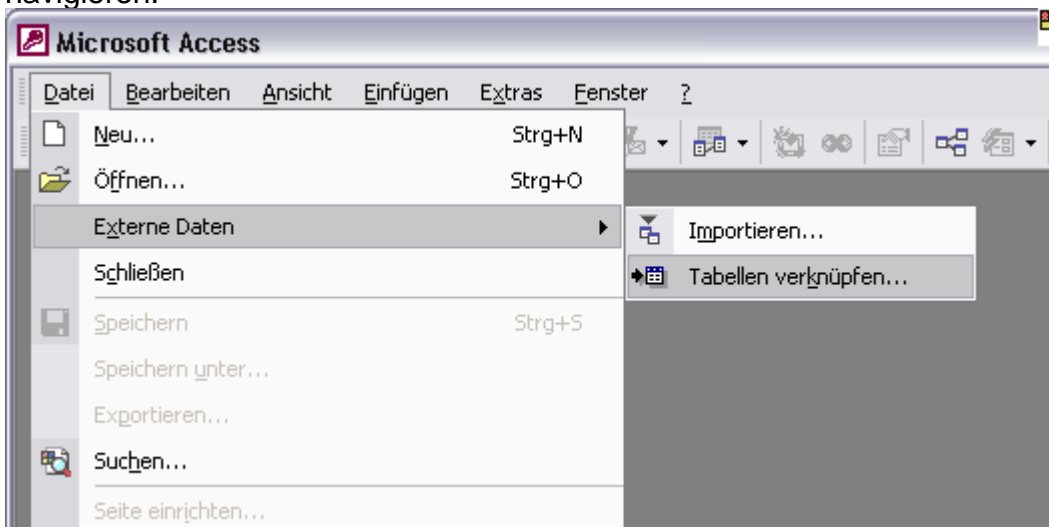 navigieren.
Microsoft Access
Datei Bearbeiten Ansicht Einfügen Extras Fenster ?
Neu... Strg+N
Öffnen... Strg+O
Externe Daten
Importieren...
Schließen
Tabellen verknüpfen...
Speichern Strg+S
Speichern unter...
Exportieren...
Suchen...
Seite einrichten...